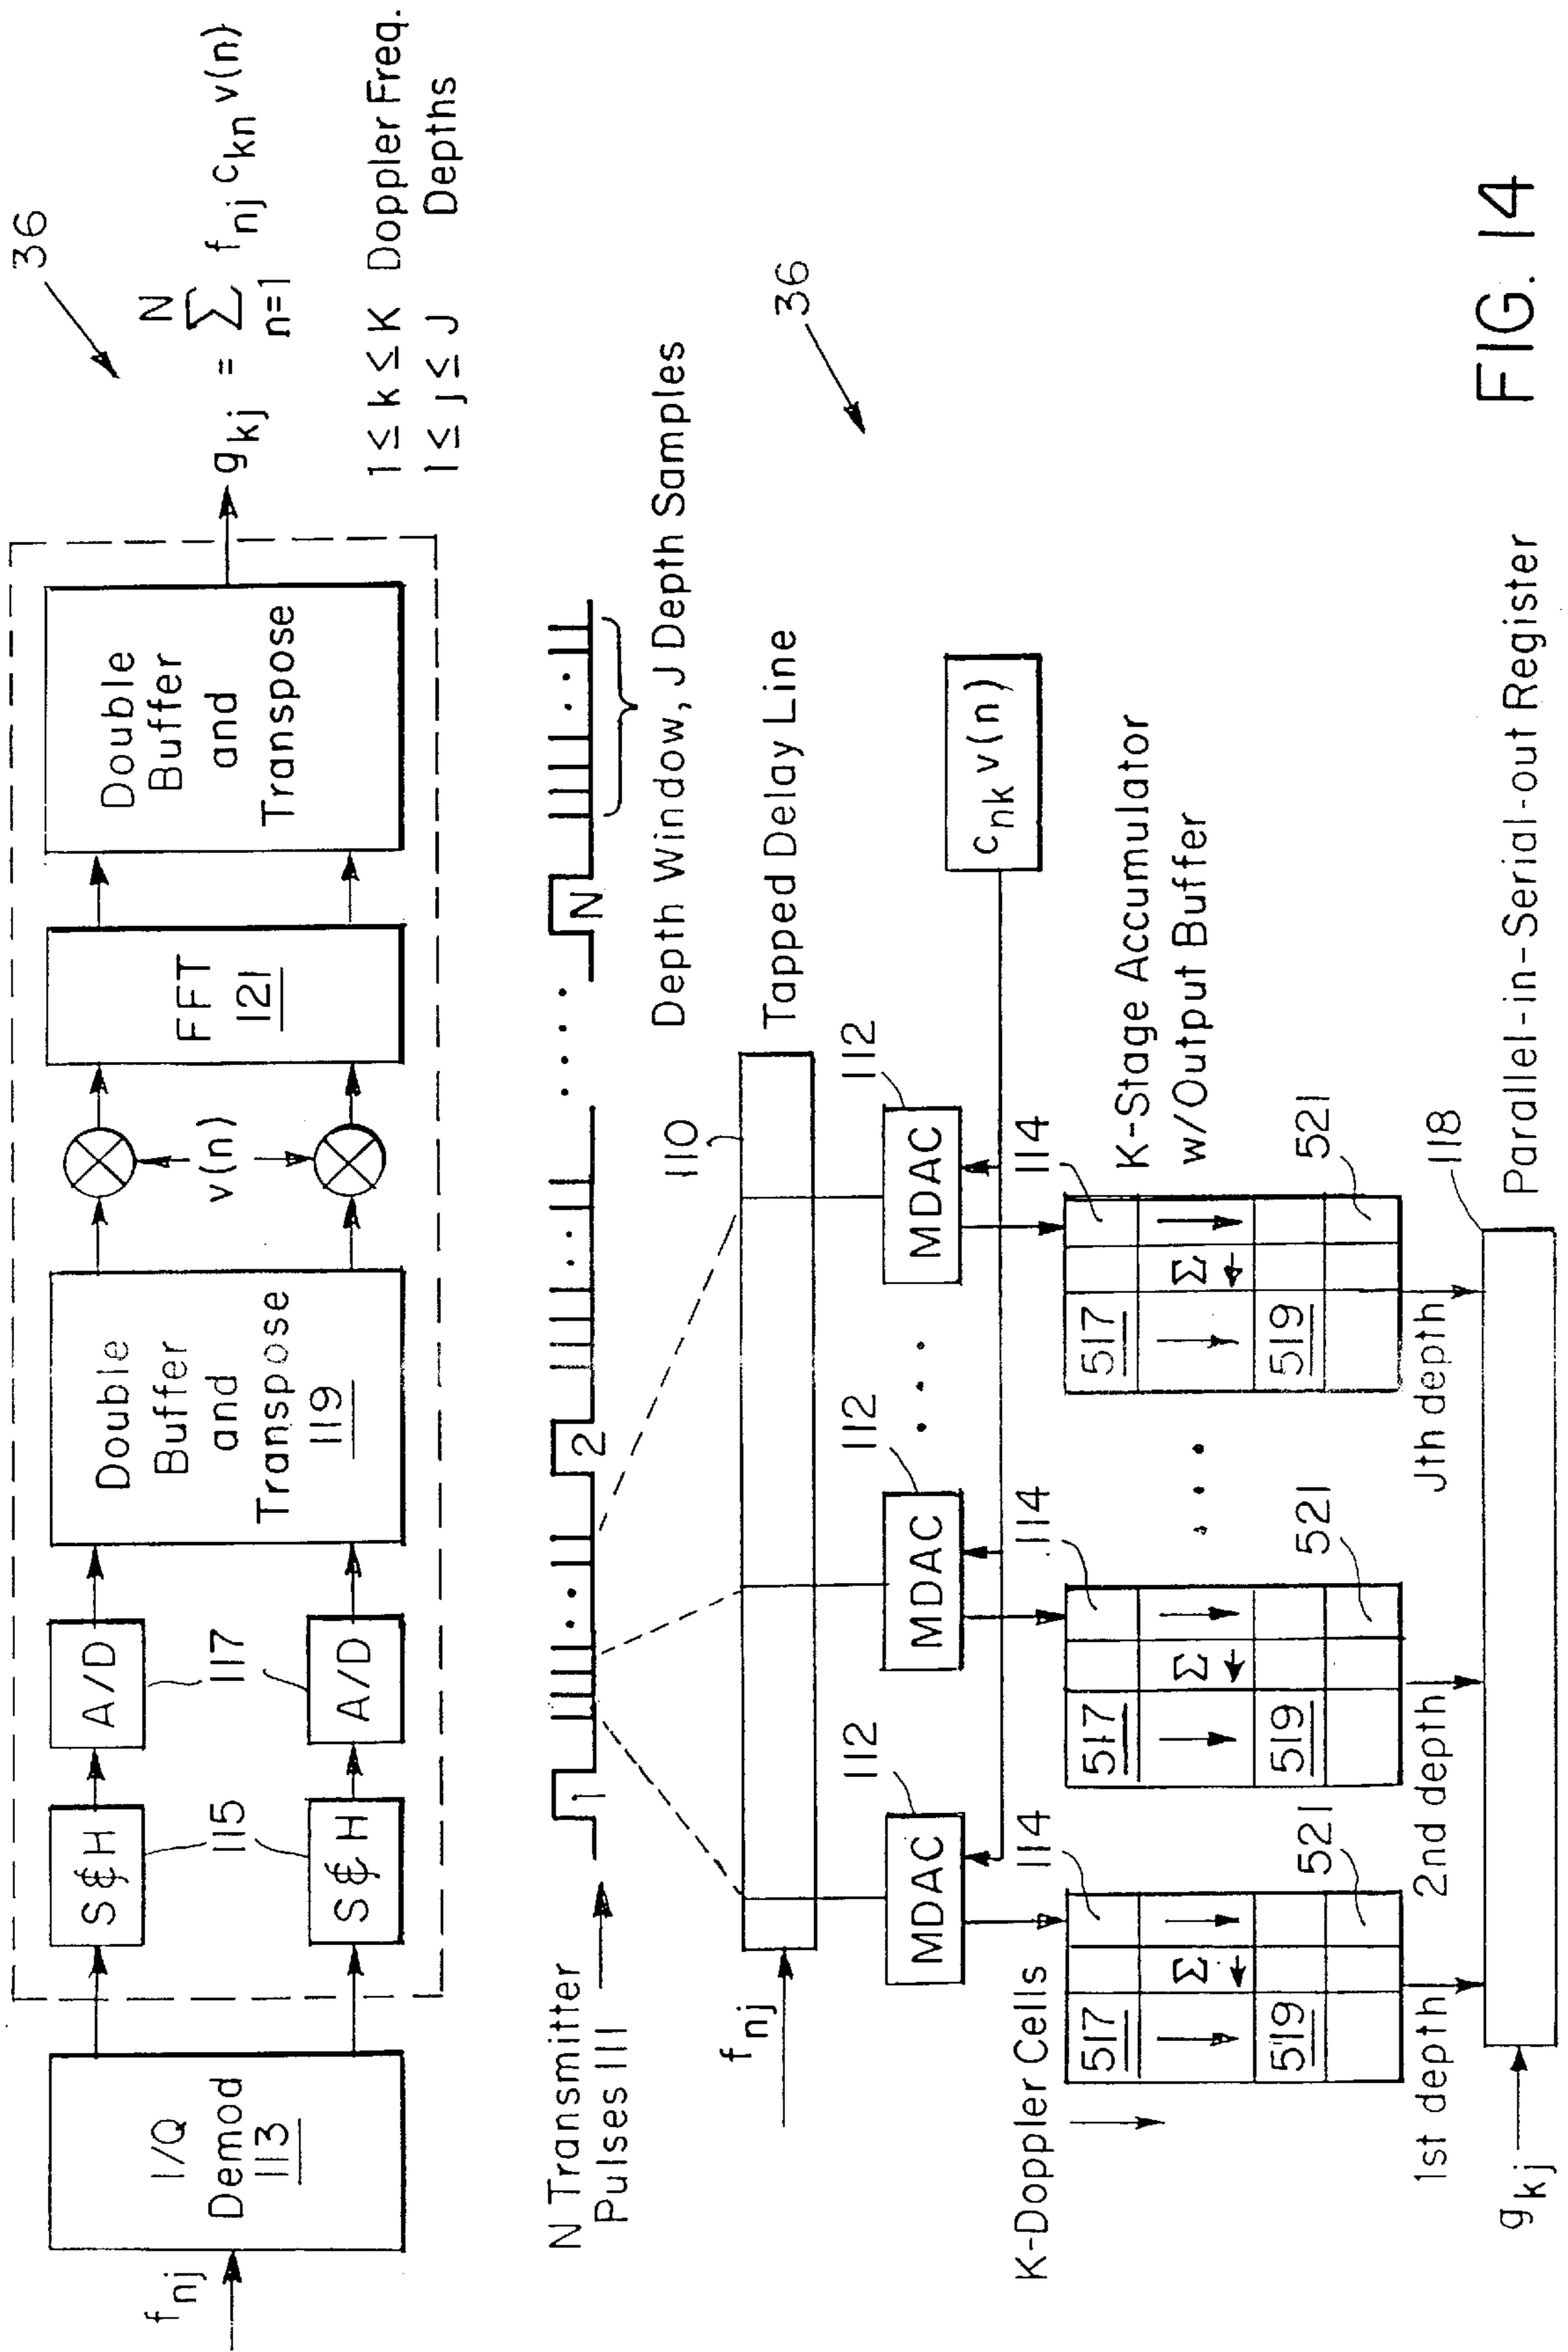 36
f_nj
I/Q
Demod
113
S&H
S&H
115
A/D
A/D
117
Double
Buffer
and
Transpose
119
v(n)
FFT
121
Double
Buffer
and
Transpose
g_kj = N Σ n=1 f_nj c_kn v(n)
1 ≤ k ≤ K Doppler Freq.
1 ≤ j ≤ J Depths
N Transmitter
Pulses 111
1
2
N
Depth Window, J Depth Samples
f_nj
110
Tapped Delay Line
36
MDAC
112
MDAC
112
MDAC
112
c_nk v(n)
K-Doppler Cells
114
114
114
K-Stage Accumulator
w/Output Buffer
517
Σ
519
521
517
Σ
519
521
517
Σ
519
521
1st depth
2nd depth
Jth depth
118
g_kj
Parallel-in-Serial-out Register
FIG. 14